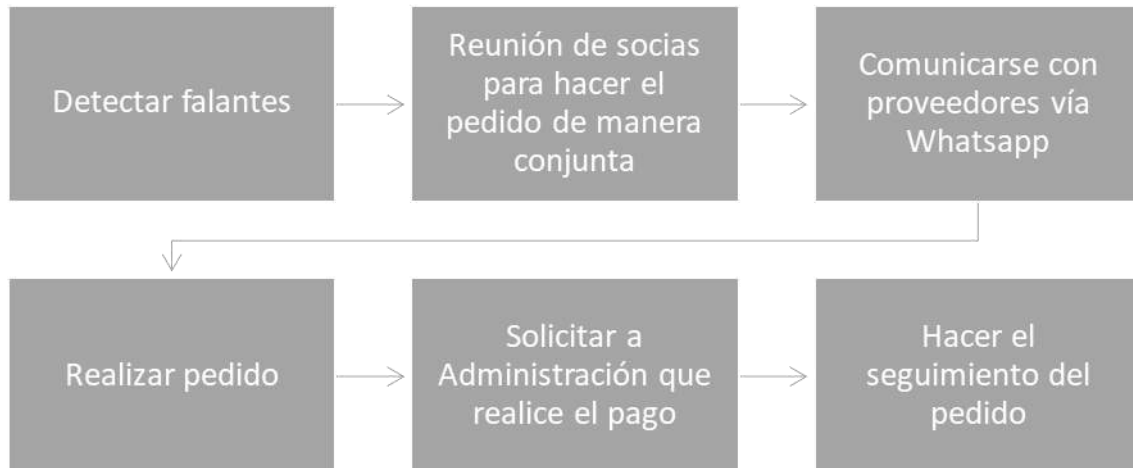 Detectar falantes
Reunión de socias
para hacer el
pedido de manera
conjunta
Comunicarse con
proveedores vía
Whatsapp
Realizar pedido
Solicitar a
Administración que
realice el pago
Hacer el
seguimiento del
pedido